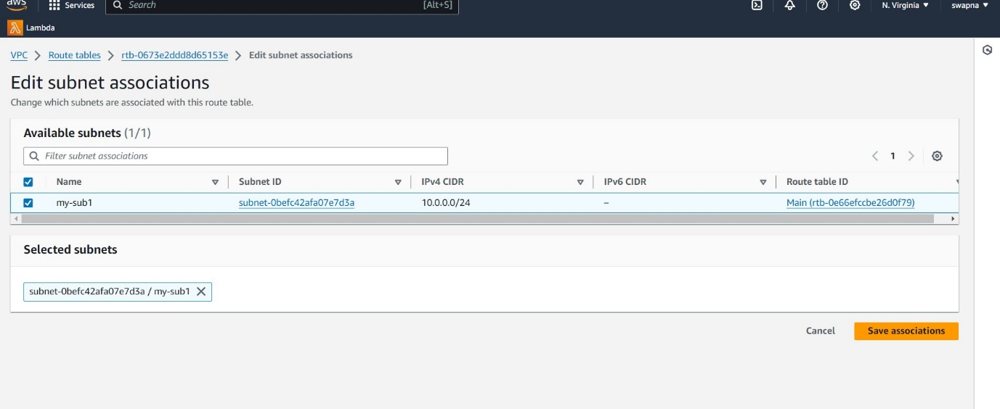 aws
Services
Search
[Alt+S]
N. Virginia
swapna
Lambda
VPC
Route tables
rtb-0673e2ddd8d65153e
Edit subnet associations
Edit subnet associations
Change which subnets are associated with this route table.
Available subnets (1/1)
Filter subnet associations
1
Name
Subnet ID
IPv4 CIDR
IPv6 CIDR
Route table ID
my-sub1
subnet-0befc42afa07e7d3a
10.0.0.0/24
–
Main (rtb-0e66efccbe26d0f79)
Selected subnets
subnet-0befc42afa07e7d3a / my-sub1
Cancel
Save associations